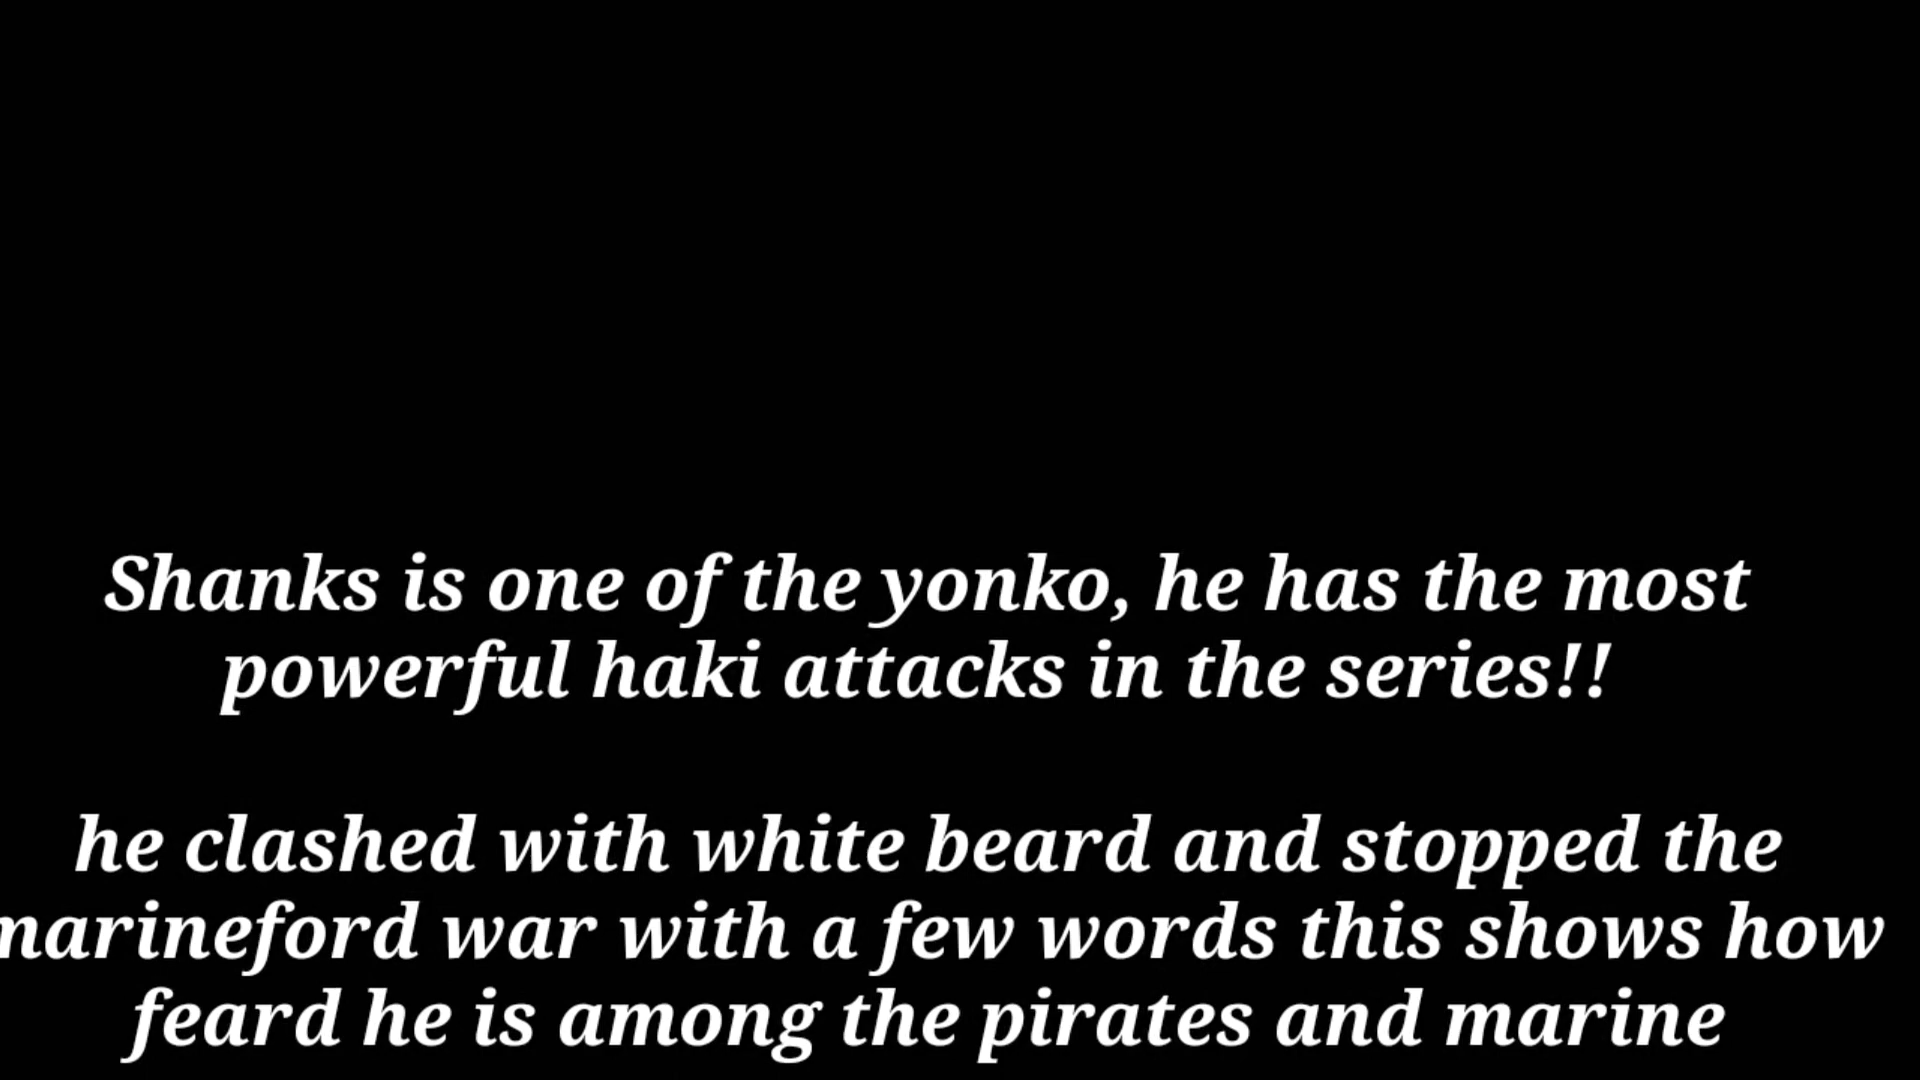 Shanks is one of the yonko, he has the most
powerful haki attacks in the series!!
he clashed with white beard and stopped the
marineford war with a few words this shows how
feard he is among the pirates and marine